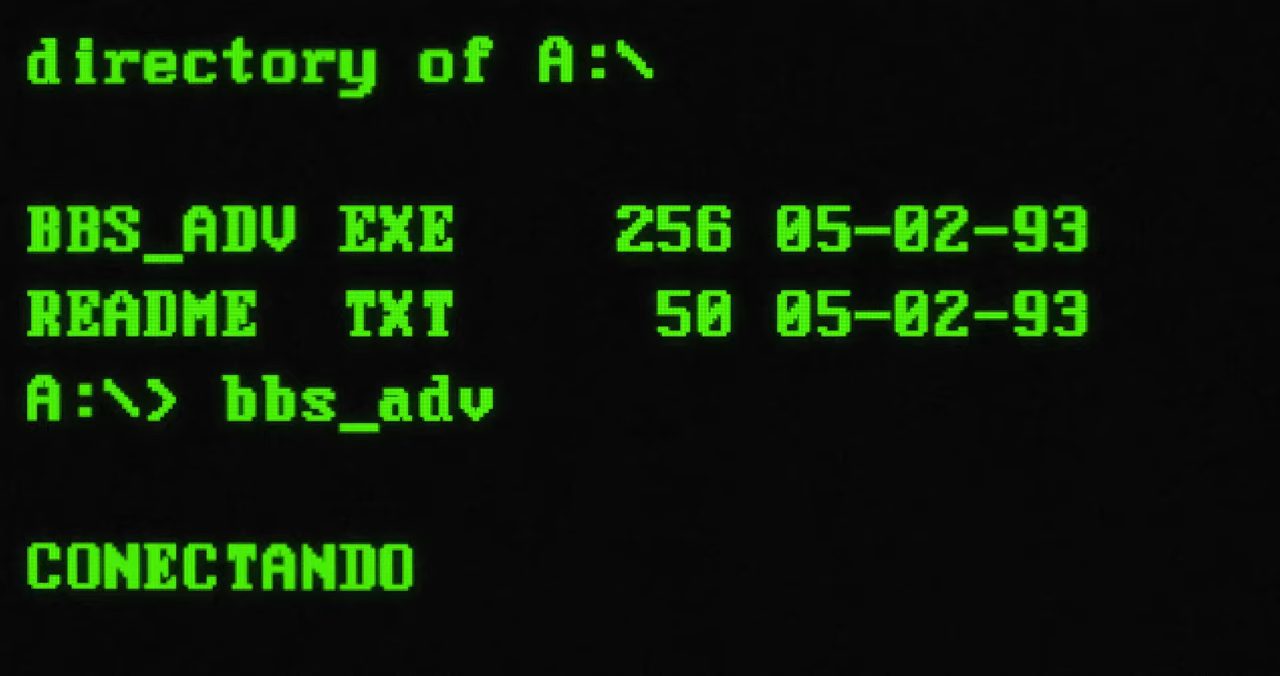 directory of A:\
BBS_ADV EXE 256 05-02-93
README TXT 50 05-02-93
A:\> bbs_adv
CONECTANDO